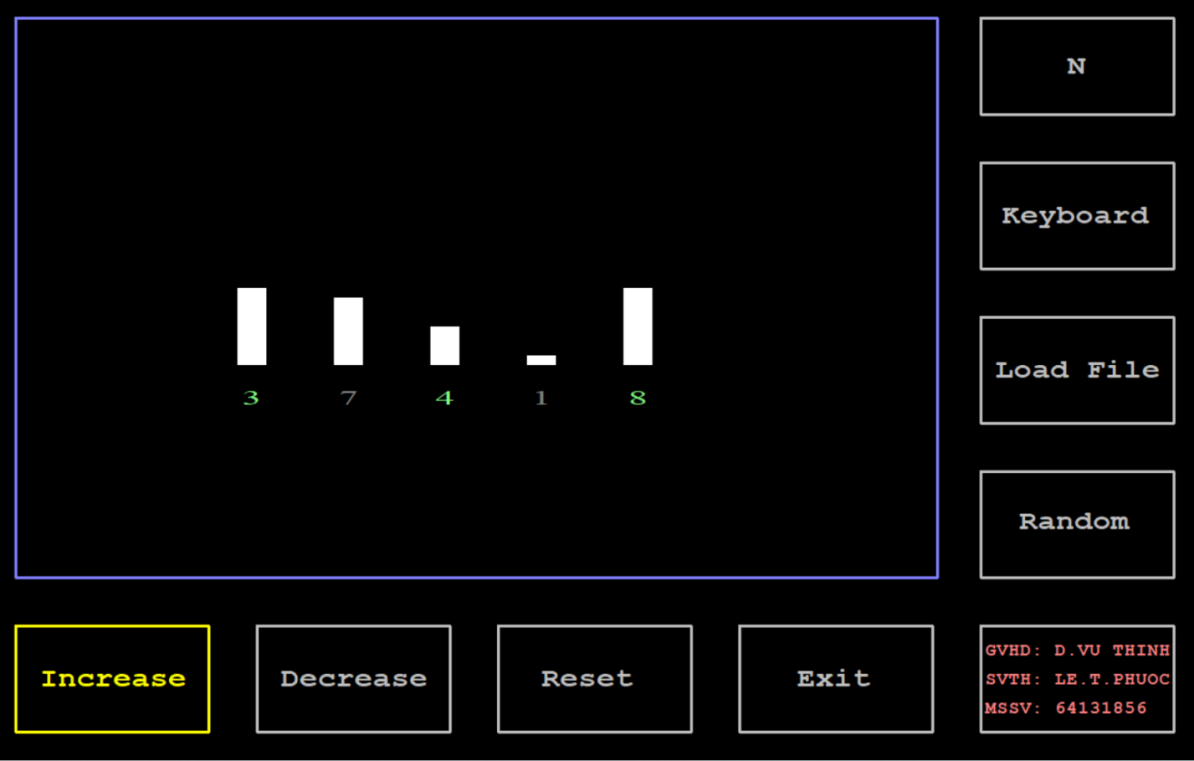 N
Keyboard
3 7 4 1 8
Load File
Random
Increase Decrease Reset Exit
GVHD: D.VU THINH
SVTH: LE.T.PHUOC
MSSV: 64131856